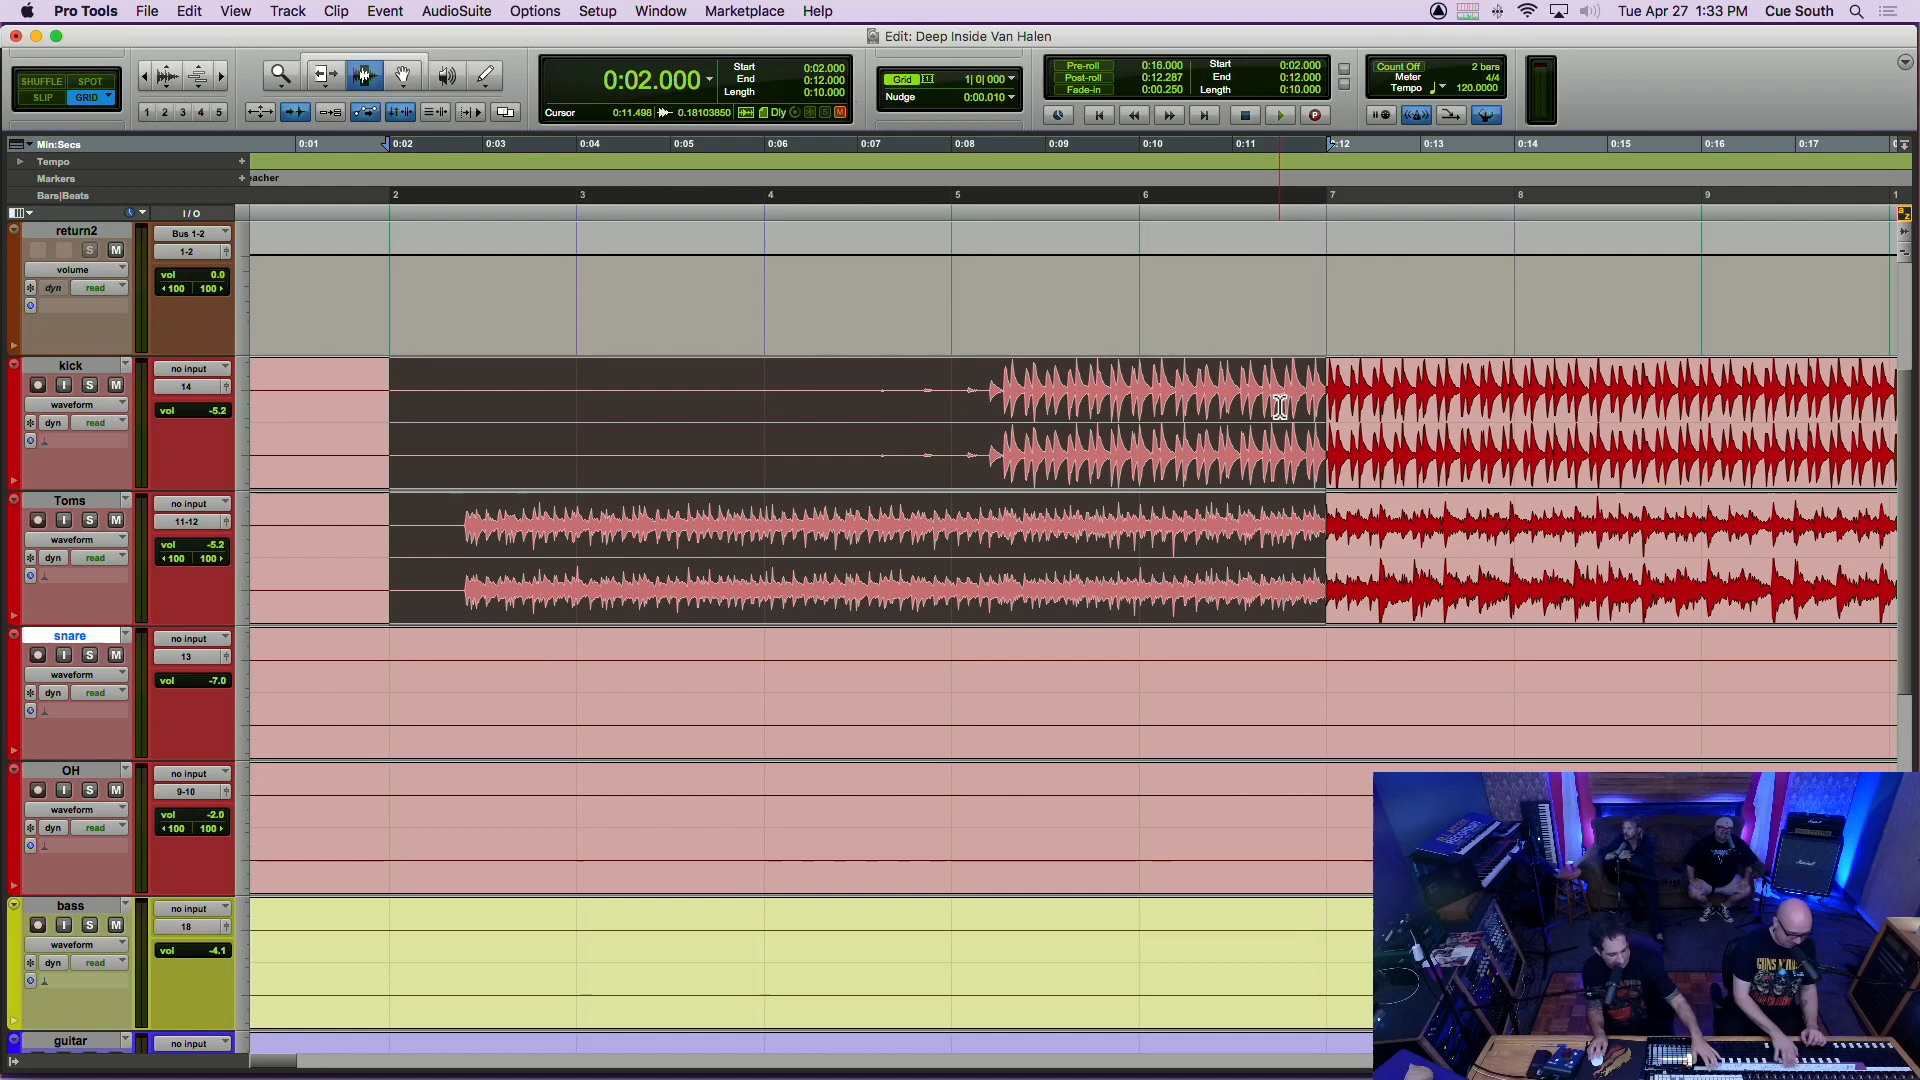 Pro Tools File Edit View Track Clip Event AudioSuite Options Setup Window Marketplace Help Tue Apr 27 1:33 PM Cue South
Edit: Deep Inside Van Halen
SHUFFLE SPOT
SLIP GRID
1 2 3 4 5
0:02.000
Start 0:02.000
End 0:12.000
Length 0:10.000
Cursor 0:11.498 0.18103850 Dly
Grid 1| 0| 000
Nudge 0:00.010
Pre-roll 0:16.000
Post-roll 0:12.287
Fade-in 0:00.250
Start 0:02.000
End 0:12.000
Length 0:10.000
Count Off 2 bars
Meter 4/4
Tempo 120.0000
Min:Secs 0:01 0:02 0:03 0:04 0:05 0:06 0:07 0:08 0:09 0:10 0:11 0:12 0:13 0:14 0:15 0:16 0:17
Tempo
Markers eacher
Bars|Beats 2 3 4 5 6 7 8 9 1
I / O
return2 Bus 1-2
S M 1-2
volume vol 0.0
dyn read 100 100
kick no input
I S M 14
waveform vol -5.2
dyn read
Toms no input
I S M 11-12
waveform vol -5.2
dyn read 100 100
snare no input
I S M 13
waveform vol -7.0
dyn read
OH no input
I S M 9-10
waveform vol -2.0
dyn read 100 100
bass no input
I S M 18
waveform vol -4.1
dyn read
guitar no input
Marshall